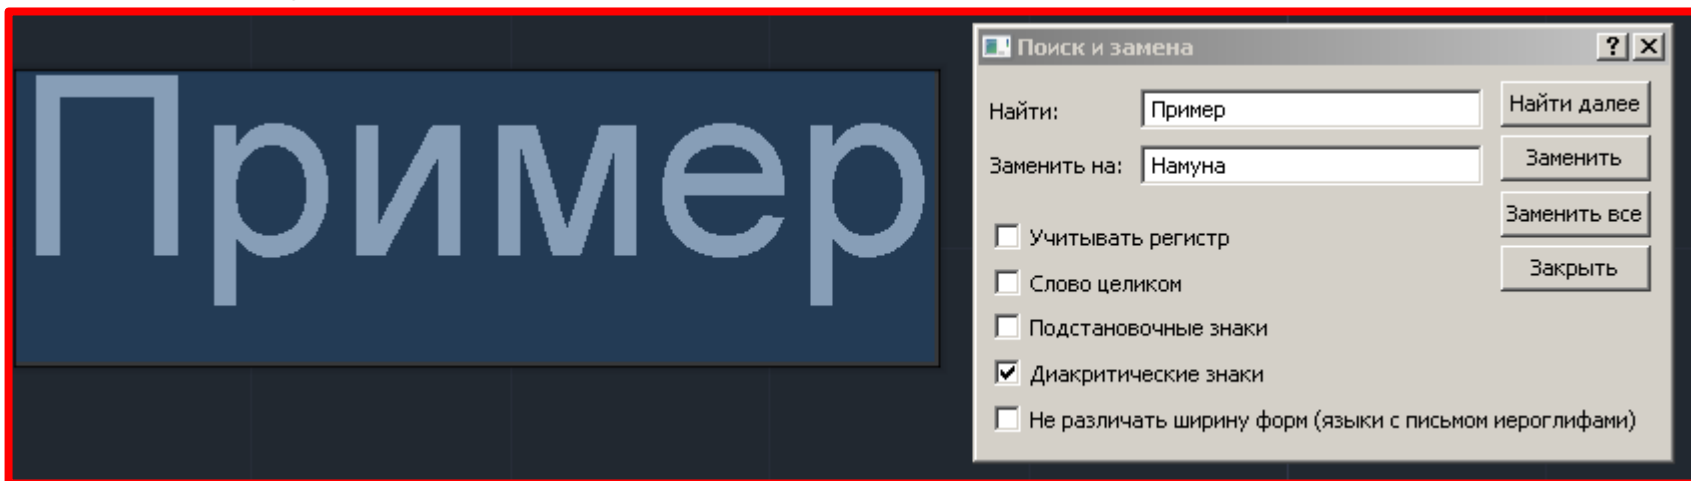 Пример
Поиск и замена
Найти:
Пример
Найти далее
Заменить на:
Намуна
Заменить
Заменить все
Учитывать регистр
Закрыть
Слово целиком
Подстановочные знаки
Диакритические знаки
Не различать ширину форм (языки с письмом иероглифами)